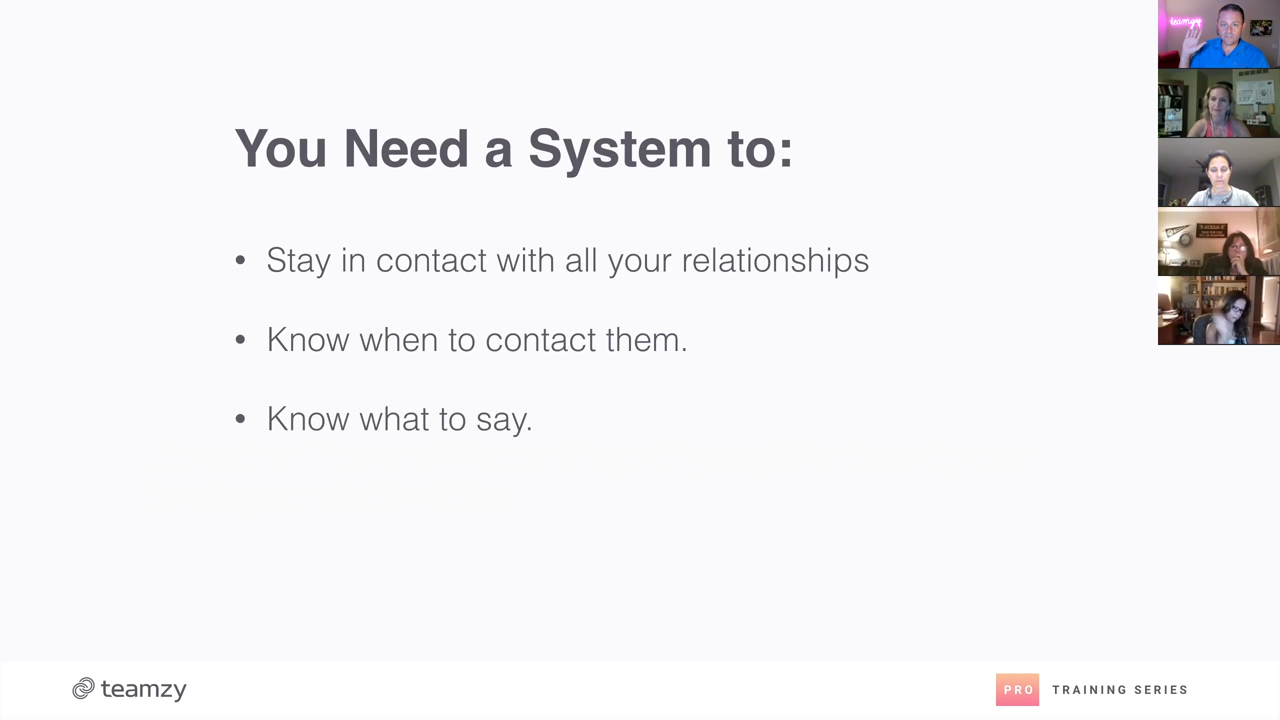 teamzy
You Need a System to:
• Stay in contact with all your relationships
• Know when to contact them.
• Know what to say.
teamzy
PRO TRAINING SERIES